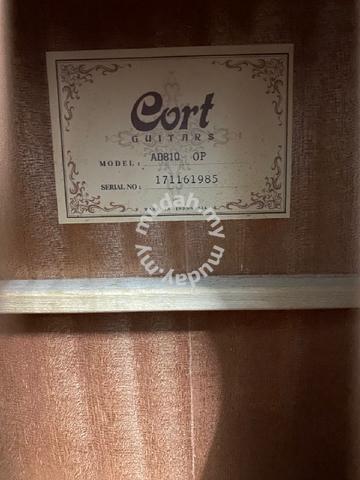 Cort
GUITARS
MODEL: AD810 OP
SERIAL NO: 171161985
mudah.my mudah.my